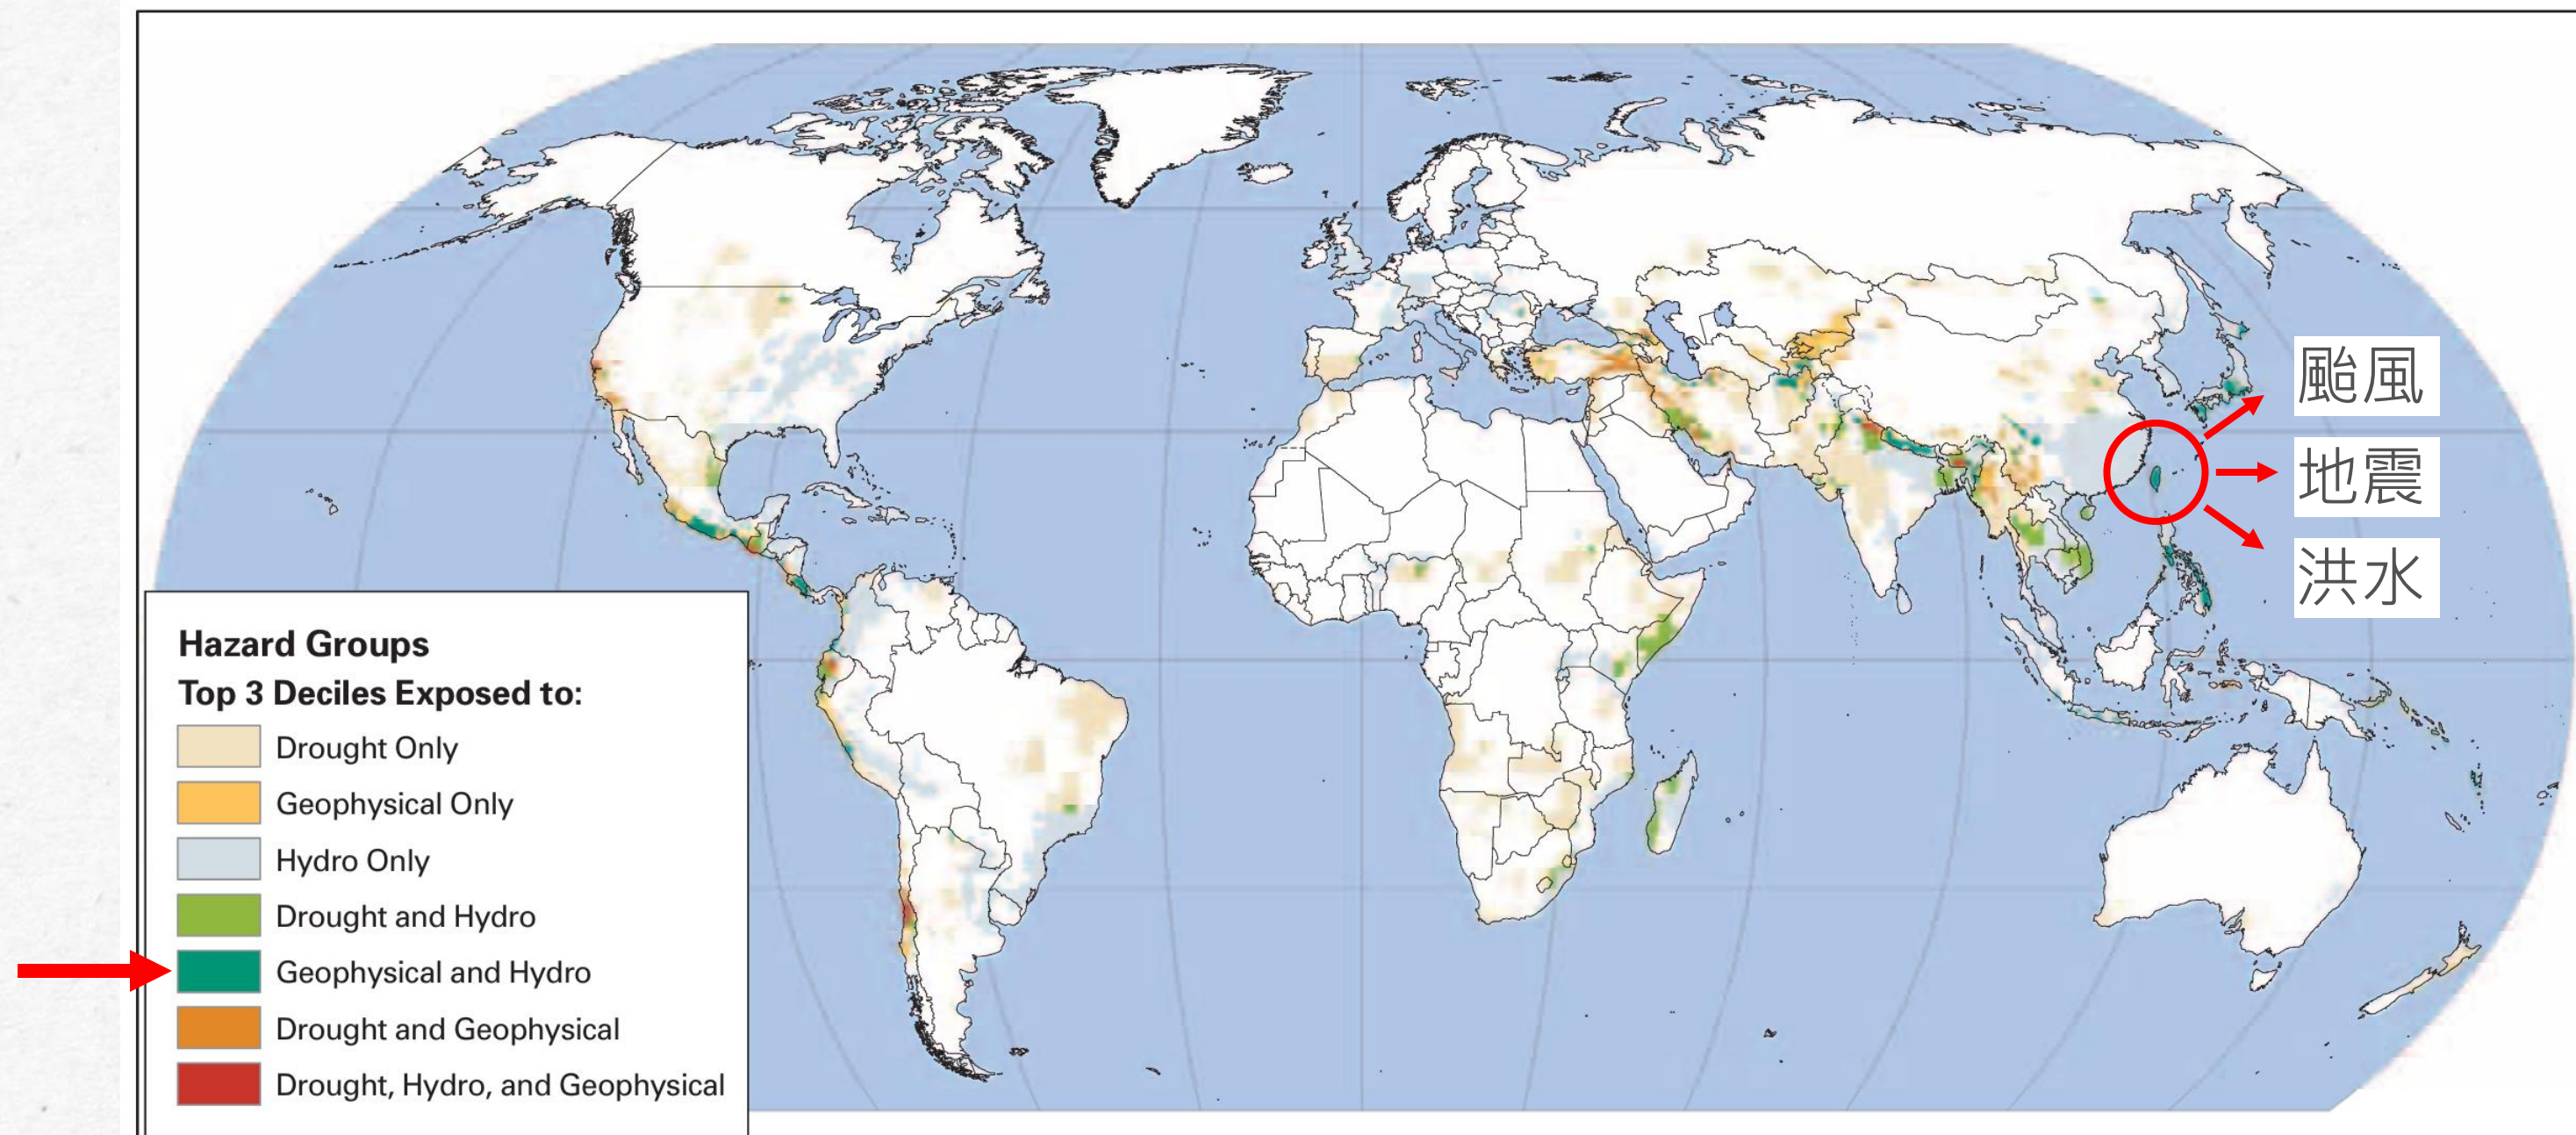 颱風
地震
洪水
Hazard Groups
Top 3 Deciles Exposed to:
Drought Only
Geophysical Only
Hydro Only
Drought and Hydro
Geophysical and Hydro
Drought and Geophysical
Drought, Hydro, and Geophysical